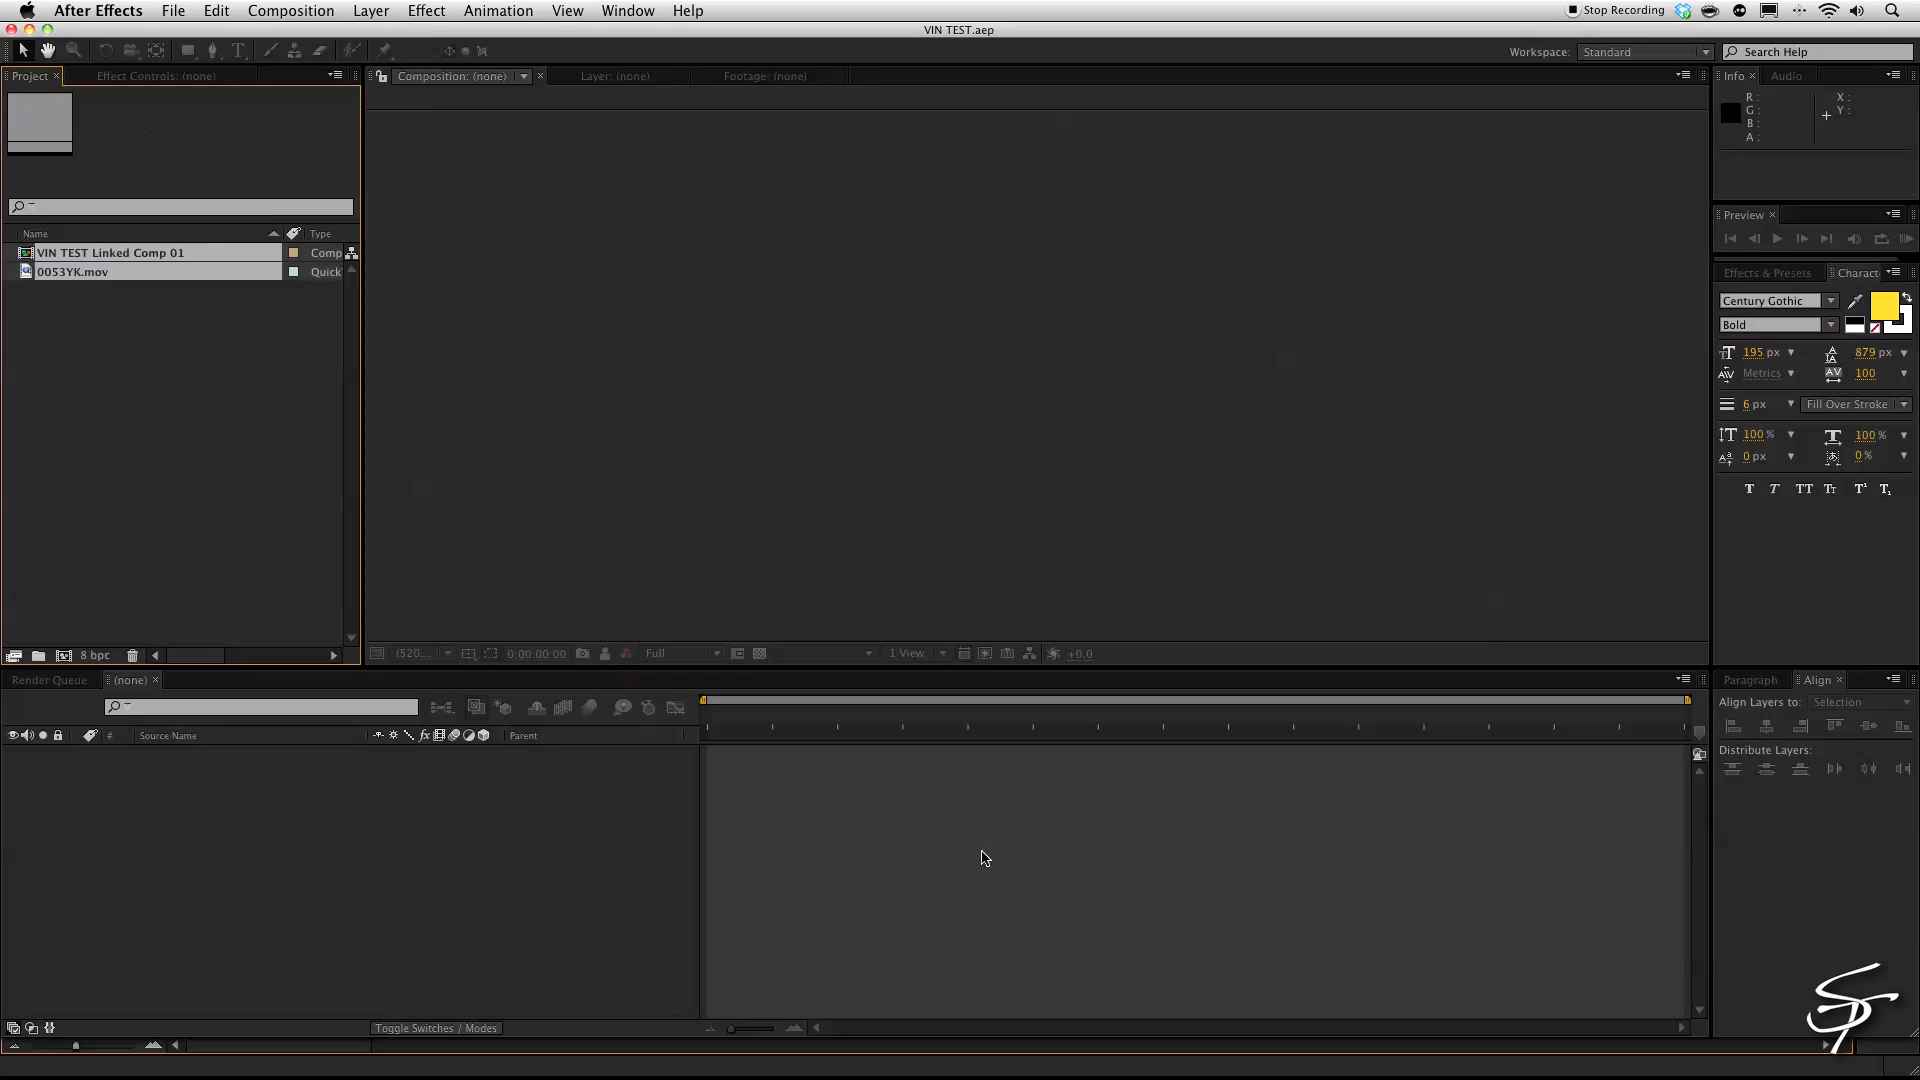 After Effects File Edit Composition Layer Effect Animation View Window Help Stop Recording
VIN TEST.aep
Workspace: Standard Search Help
Project Effect Controls: (none) Composition: (none) Layer: (none) Footage: (none) Info Audio
R :
G :
B :
A :
X :
Y :
Preview
Name Type
VIN TEST Linked Comp 01 Comp
0053YK.mov Quick
Effects & Presets Charact
Century Gothic
Bold
195 px 879 px
Metrics 100
6 px Fill Over Stroke
100 % 100 %
0 px 0 %
T T TT Tt T¹ T₁
8 bpc (520... 0:00:00:00 Full 1 View +0.0
Render Queue (none) Paragraph Align
Align Layers to: Selection
# Source Name Parent
Distribute Layers:
Toggle Switches / Modes
ST